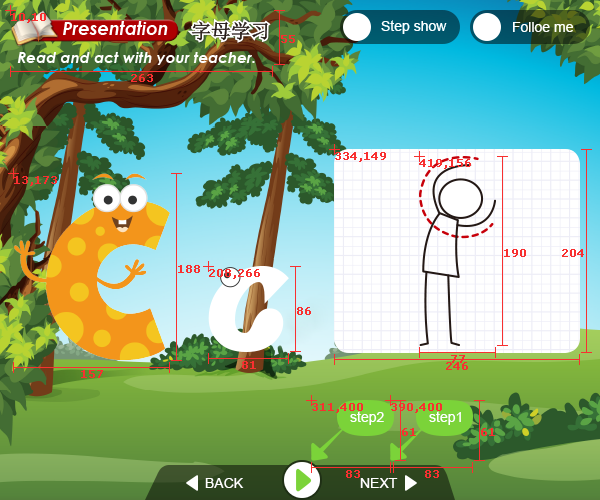 10,10
Presentation 字母学习
55
Step show
Folloe me
Read and act with your teacher.
263
334,149
419,156
13,173
188
190
204
208,266
86
77
246
157
81
311,400
390,400
step2
step1
61
61
83
83
BACK
NEXT